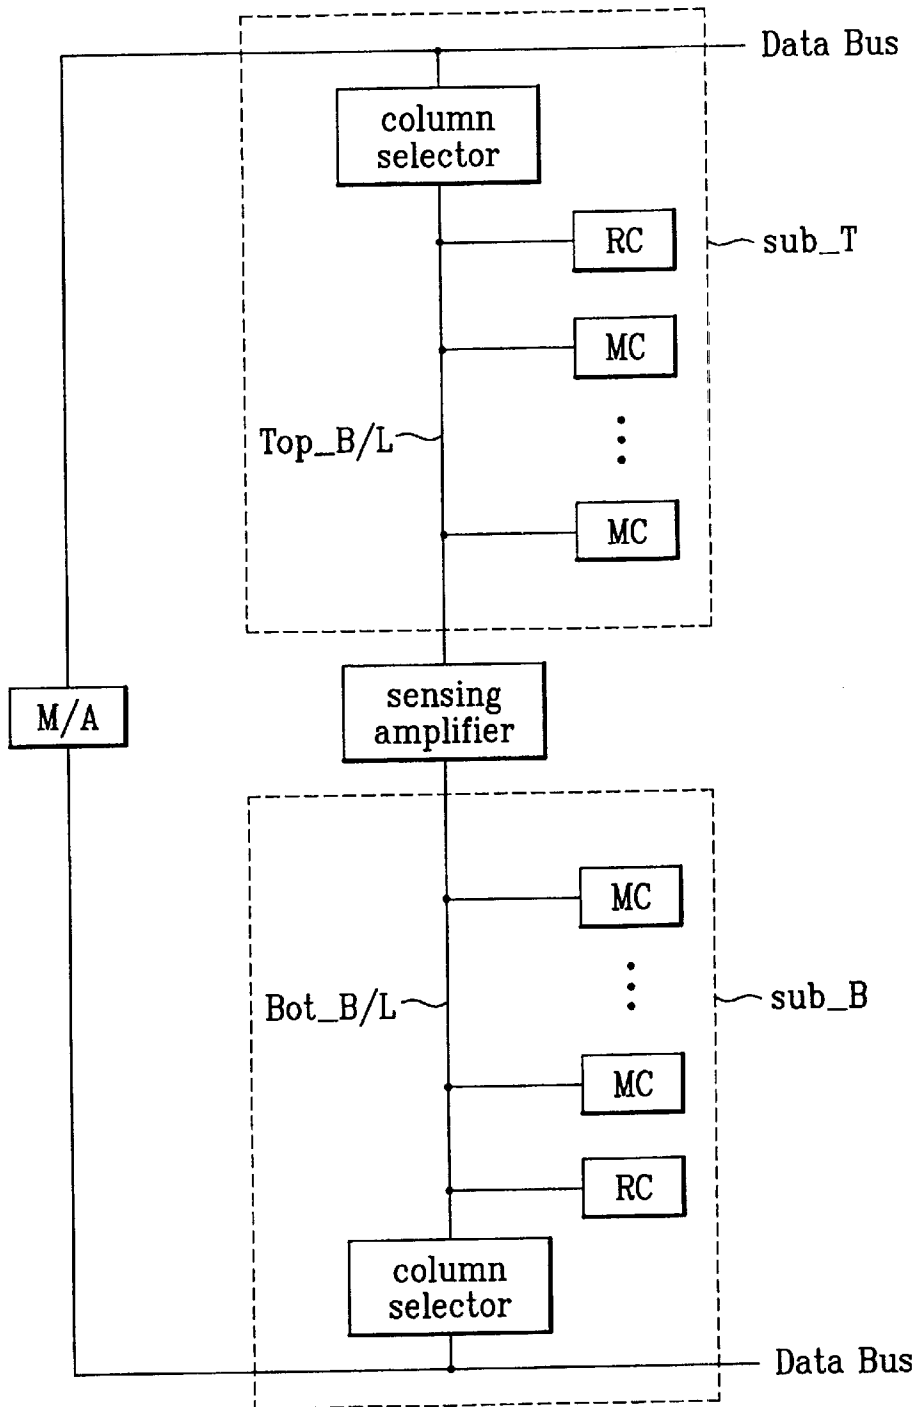 Data Bus
column
selector
RC
sub_T
MC
Top_B/L
MC
sensing
amplifier
M/A
MC
Bot_B/L
sub_B
MC
RC
column
selector
Data Bus